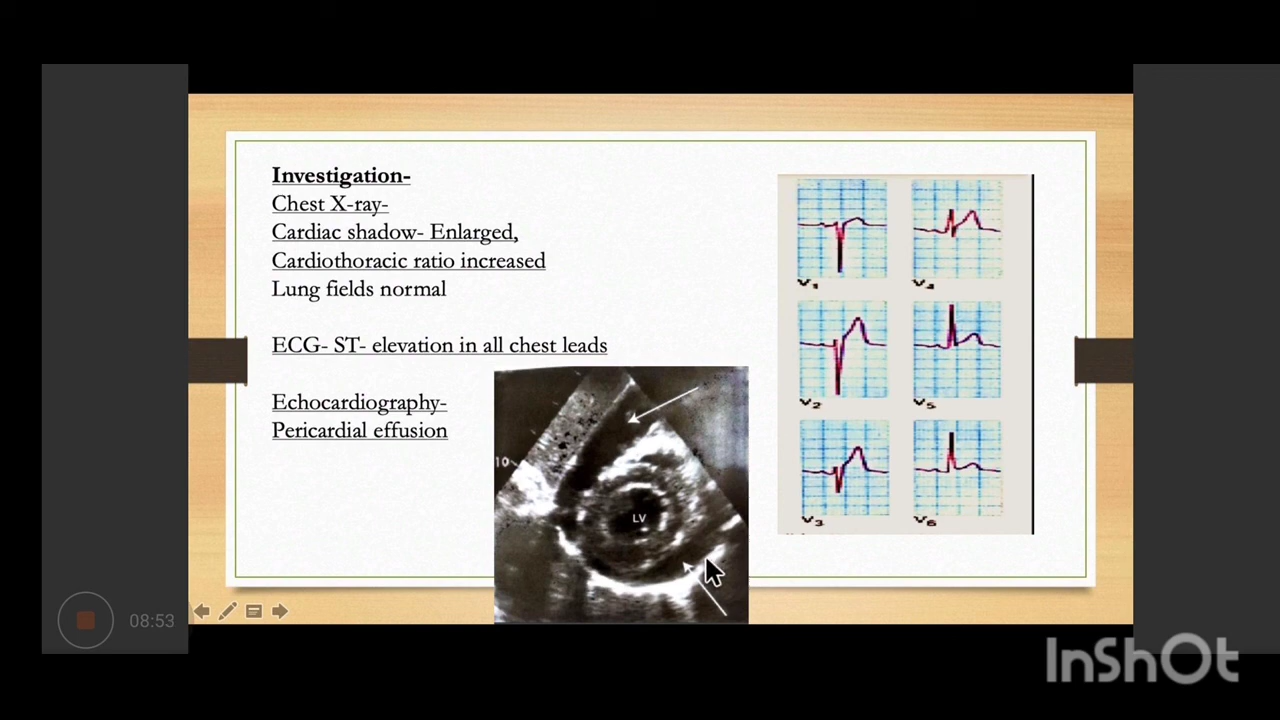 Investigation-
Chest X-ray-
Cardiac shadow- Enlarged,
Cardiothoracic ratio increased
Lung fields normal
ECG- ST- elevation in all chest leads
Echocardiography-
Pericardial effusion
10
LV
V1
V4
V2
V5
V3
V6
08:53
InShOt